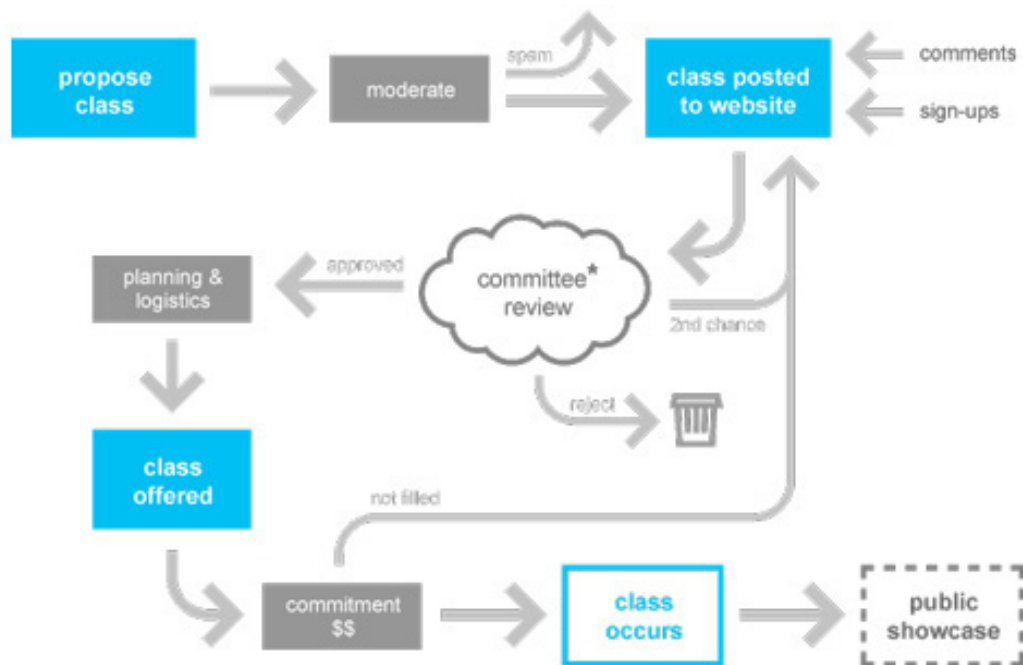 propose
class
moderate
spam
class posted
to website
comments
sign-ups
planning &
logistics
approved
committee*
review
2nd chance
reject
class
offered
not filled
commitment
$$
class
occurs
public
showcase